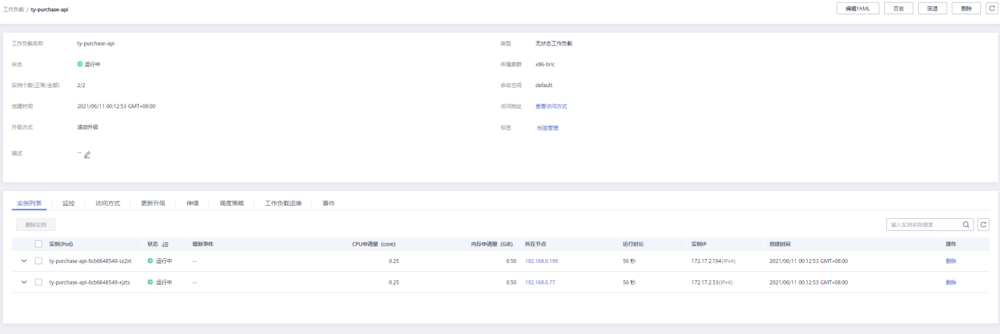 工作负载 / ty-purchase-api
编辑YAML 日志 回退 删除
工作负载名称 ty-purchase-api 类型 无状态工作负载
状态 运行中 所属集群 x86-bric
实例个数(正常/全部) 2/2 命名空间 default
创建时间 2021/06/11 00:12:53 GMT+08:00 访问地址 查看访问方式
升级方式 滚动升级 标签 标签管理
描述 --
实例列表 监控 访问方式 更新升级 伸缩 调度策略 工作负载运维 事件
删除实例 输入实例名称搜索
实例(Pod) 状态 最新事件 CPU申请量 (core) 内存申请量 (GiB) 所在节点 运行时长 实例IP 创建时间 操作
ty-purchase-api-6cb6648549-sz2xt 运行中 -- 0.25 0.50 192.168.0.199 56 秒 172.17.2.194(IPv4) 2021/06/11 00:12:53 GMT+08:00 删除
ty-purchase-api-6cb6648549-xjzts 运行中 -- 0.25 0.50 192.168.0.77 56 秒 172.17.2.53(IPv4) 2021/06/11 00:12:53 GMT+08:00 删除